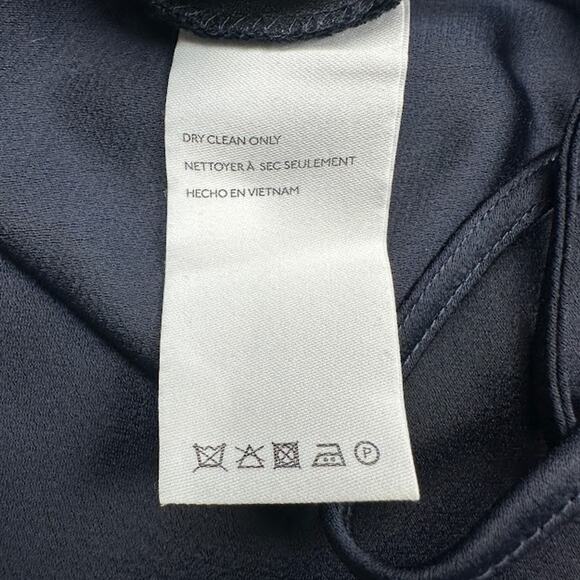 DRY CLEAN ONLY
NETTOYER À SEC SEULEMENT
HECHO EN VIETNAM
P